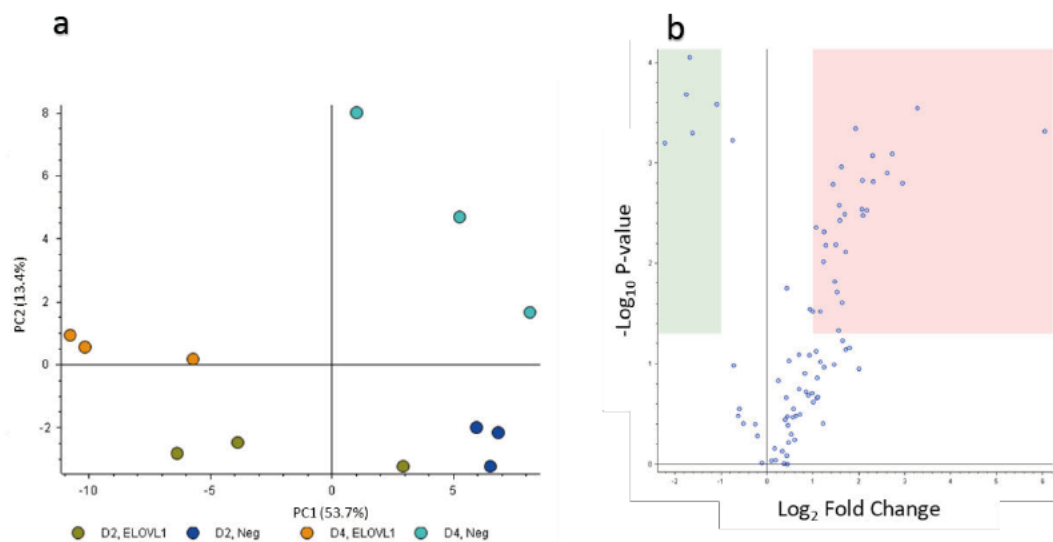 a
b
8
6
4
2
0
-2
PC2 (13.4%)
-10
-5
0
5
PC1 (53.7%)
D2, ELOVL1
D2, Neg
D4, ELOVL1
D4, Neg
4
3
2
1
0
-Log10 P-value
-2
-1
0
1
2
3
4
5
6
Log2 Fold Change